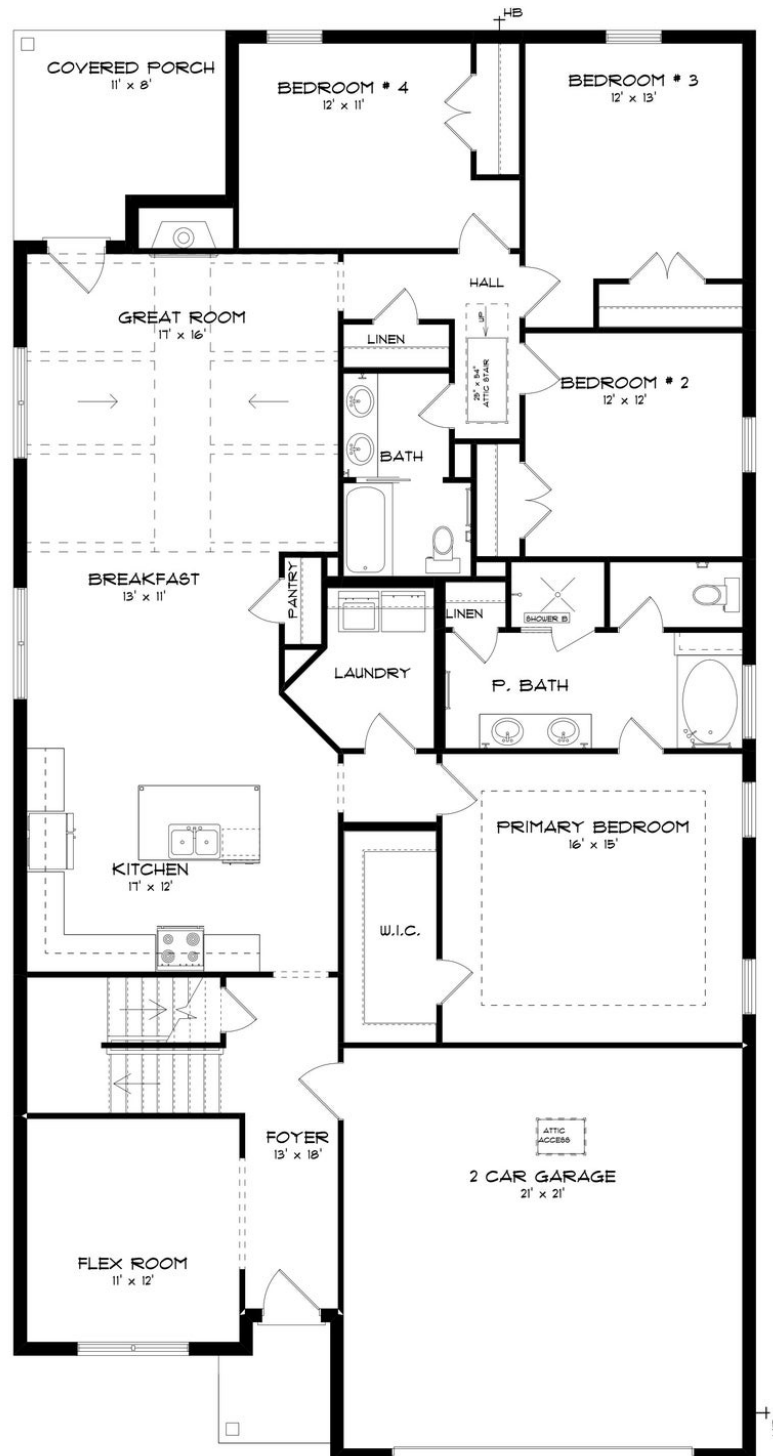 HB
COVERED PORCH
11' x 8'
BEDROOM # 4
12' x 11'
BEDROOM # 3
12' x 13'
HALL
GREAT ROOM
17' x 16'
UP
LINEN
25" x 54"
ATTIC STAIR
BEDROOM # 2
12' x 12'
BATH
BREAKFAST
13' x 11'
PANTRY
LINEN
SHOWER B
LAUNDRY
P. BATH
PRIMARY BEDROOM
16' x 15'
KITCHEN
17' x 12'
W.I.C.
FOYER
13' x 18'
ATTIC
ACCESS
2 CAR GARAGE
21' x 21'
FLEX ROOM
11' x 12'